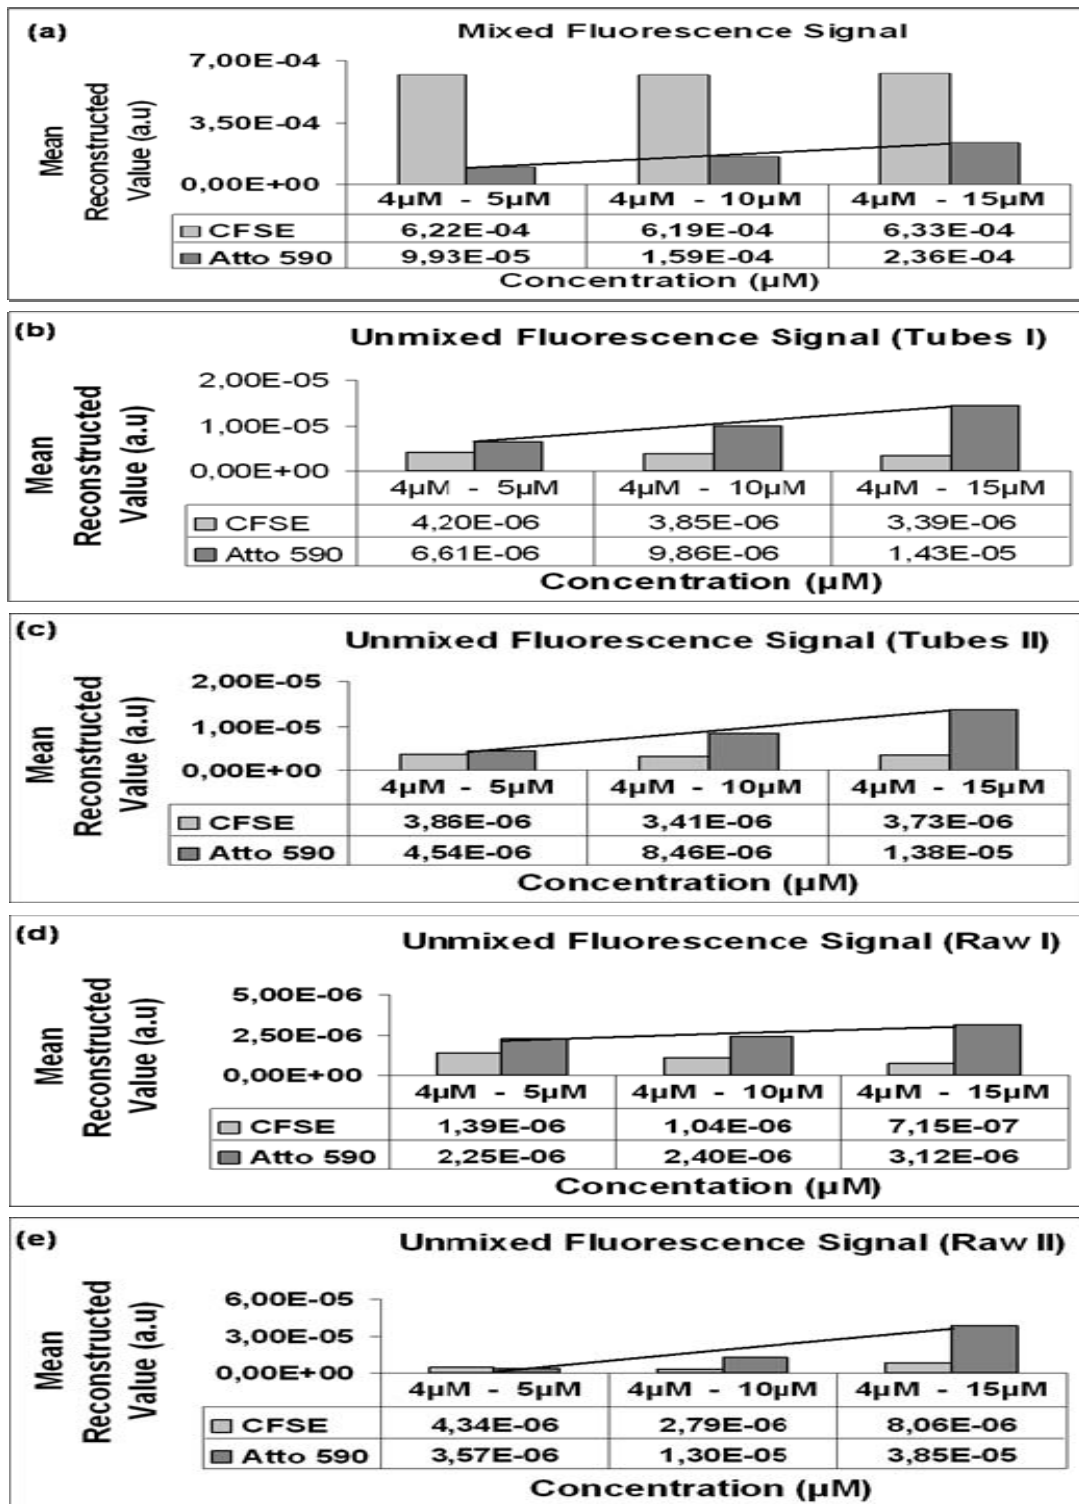 (a)
Mixed Fluorescence Signal
Mean
Reconstructed
Value (a.u)
7,00E-04
3,50E-04
0,00E+00
4µM - 5µM 4µM - 10µM 4µM - 15µM
CFSE 6,22E-04 6,19E-04 6,33E-04
Atto 590 9,93E-05 1,59E-04 2,36E-04
Concentration (µM)
(b)
Unmixed Fluorescence Signal (Tubes I)
Mean
Reconstructed
Value (a.u)
2,00E-05
1,00E-05
0,00E+00
4µM - 5µM 4µM - 10µM 4µM - 15µM
CFSE 4,20E-06 3,85E-06 3,39E-06
Atto 590 6,61E-06 9,86E-06 1,43E-05
Concentration (µM)
(c)
Unmixed Fluorescence Signal (Tubes II)
Mean
Reconstructed
Value (a.u)
2,00E-05
1,00E-05
0,00E+00
4µM - 5µM 4µM - 10µM 4µM - 15µM
CFSE 3,86E-06 3,41E-06 3,73E-06
Atto 590 4,54E-06 8,46E-06 1,38E-05
Concentration (µM)
(d)
Unmixed Fluorescence Signal (Raw I)
Mean
Reconstructed
Value (a.u)
5,00E-06
2,50E-06
0,00E+00
4µM - 5µM 4µM - 10µM 4µM - 15µM
CFSE 1,39E-06 1,04E-06 7,15E-07
Atto 590 2,25E-06 2,40E-06 3,12E-06
Concentation (µM)
(e)
Unmixed Fluorescence Signal (Raw II)
Mean
Reconstructed
Value (a.u)
6,00E-05
3,00E-05
0,00E+00
4µM - 5µM 4µM - 10µM 4µM - 15µM
CFSE 4,34E-06 2,79E-06 8,06E-06
Atto 590 3,57E-06 1,30E-05 3,85E-05
Concentration (µM)